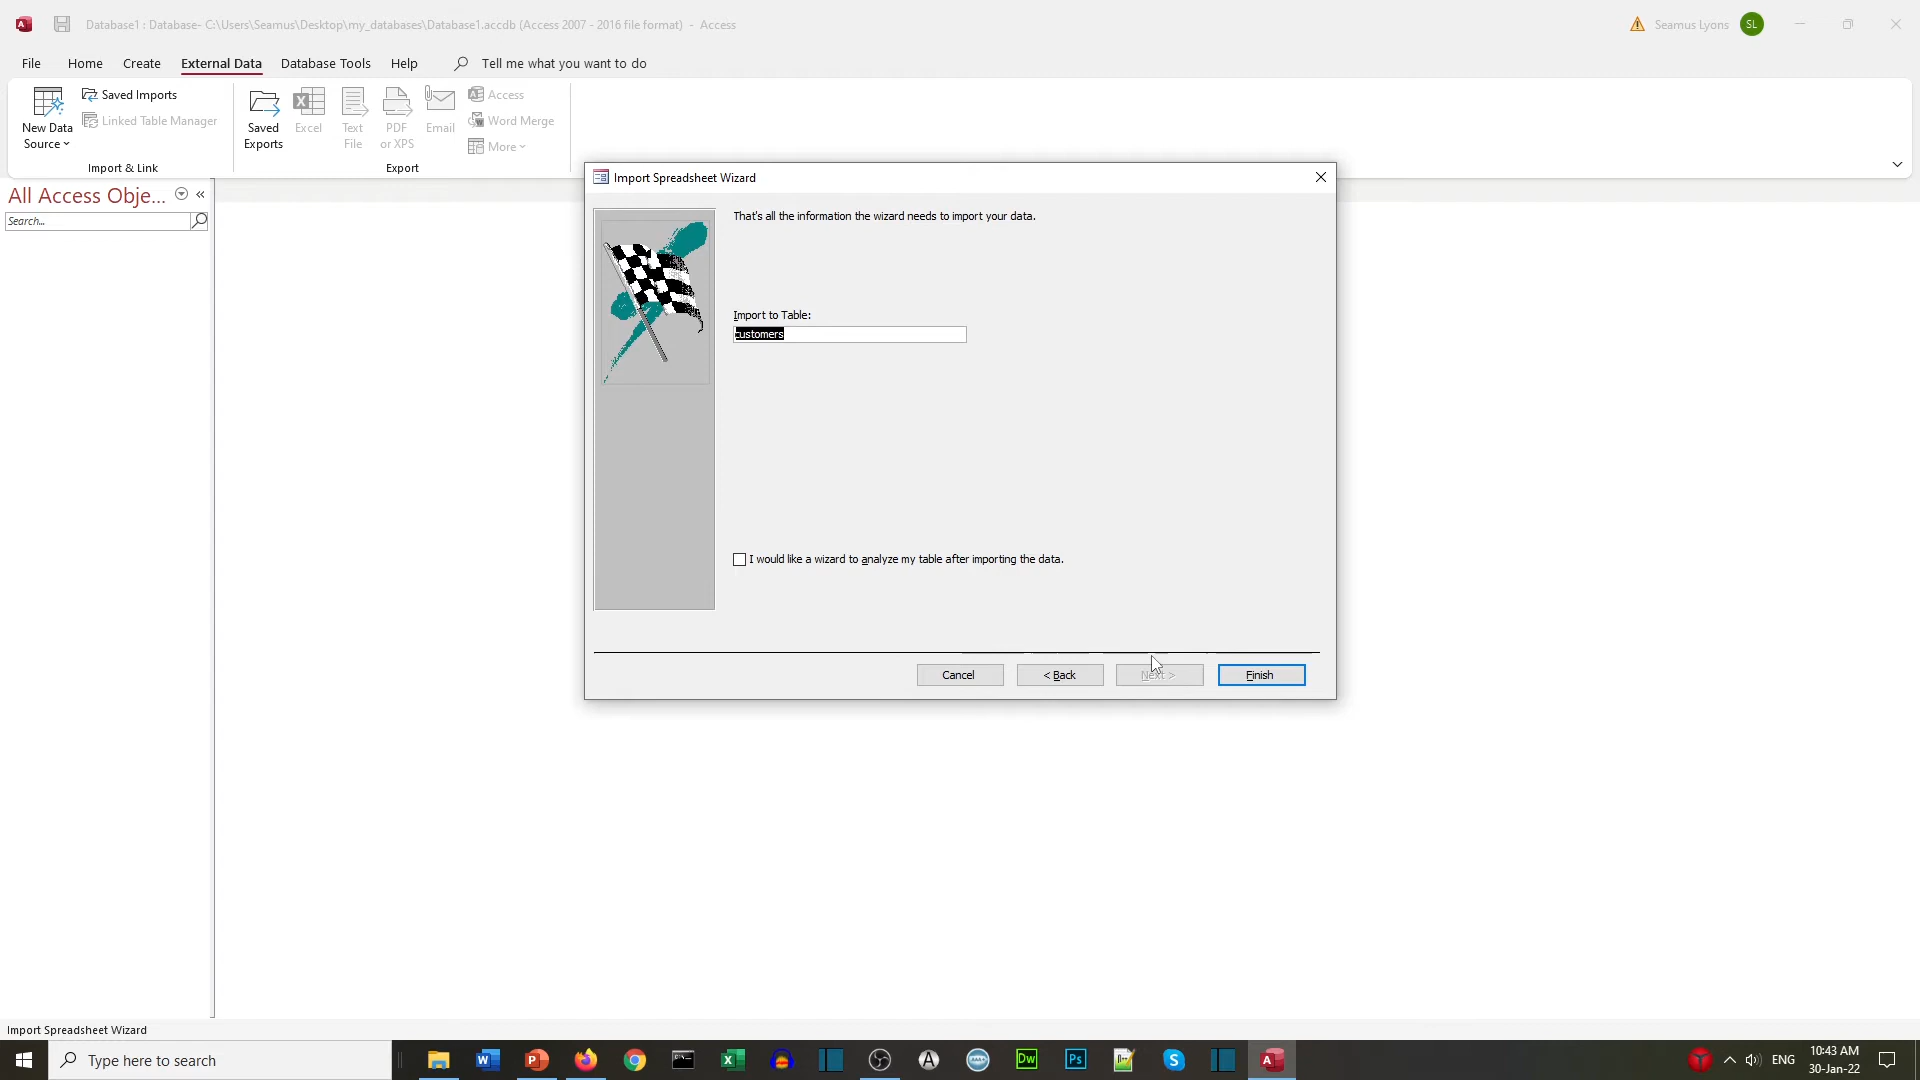 Database1 : Database- C:\Users\Seamus\Desktop\my_databases\Database1.accdb (Access 2007 - 2016 file format) - Access
Seamus Lyons
SL
File
Home
Create
External Data
Database Tools
Help
Tell me what you want to do
New Data
Source
Saved Imports
Linked Table Manager
Import & Link
Saved
Exports
Excel
Text
File
PDF
or XPS
Email
Access
Word Merge
More
Export
All Access Obje...
Search...
Import Spreadsheet Wizard
That's all the information the wizard needs to import your data.
Import to Table:
customers
I would like a wizard to analyze my table after importing the data.
Cancel
< Back
Next >
Finish
Import Spreadsheet Wizard
Type here to search
Dw
Ps
ENG
10:43 AM
30-Jan-22